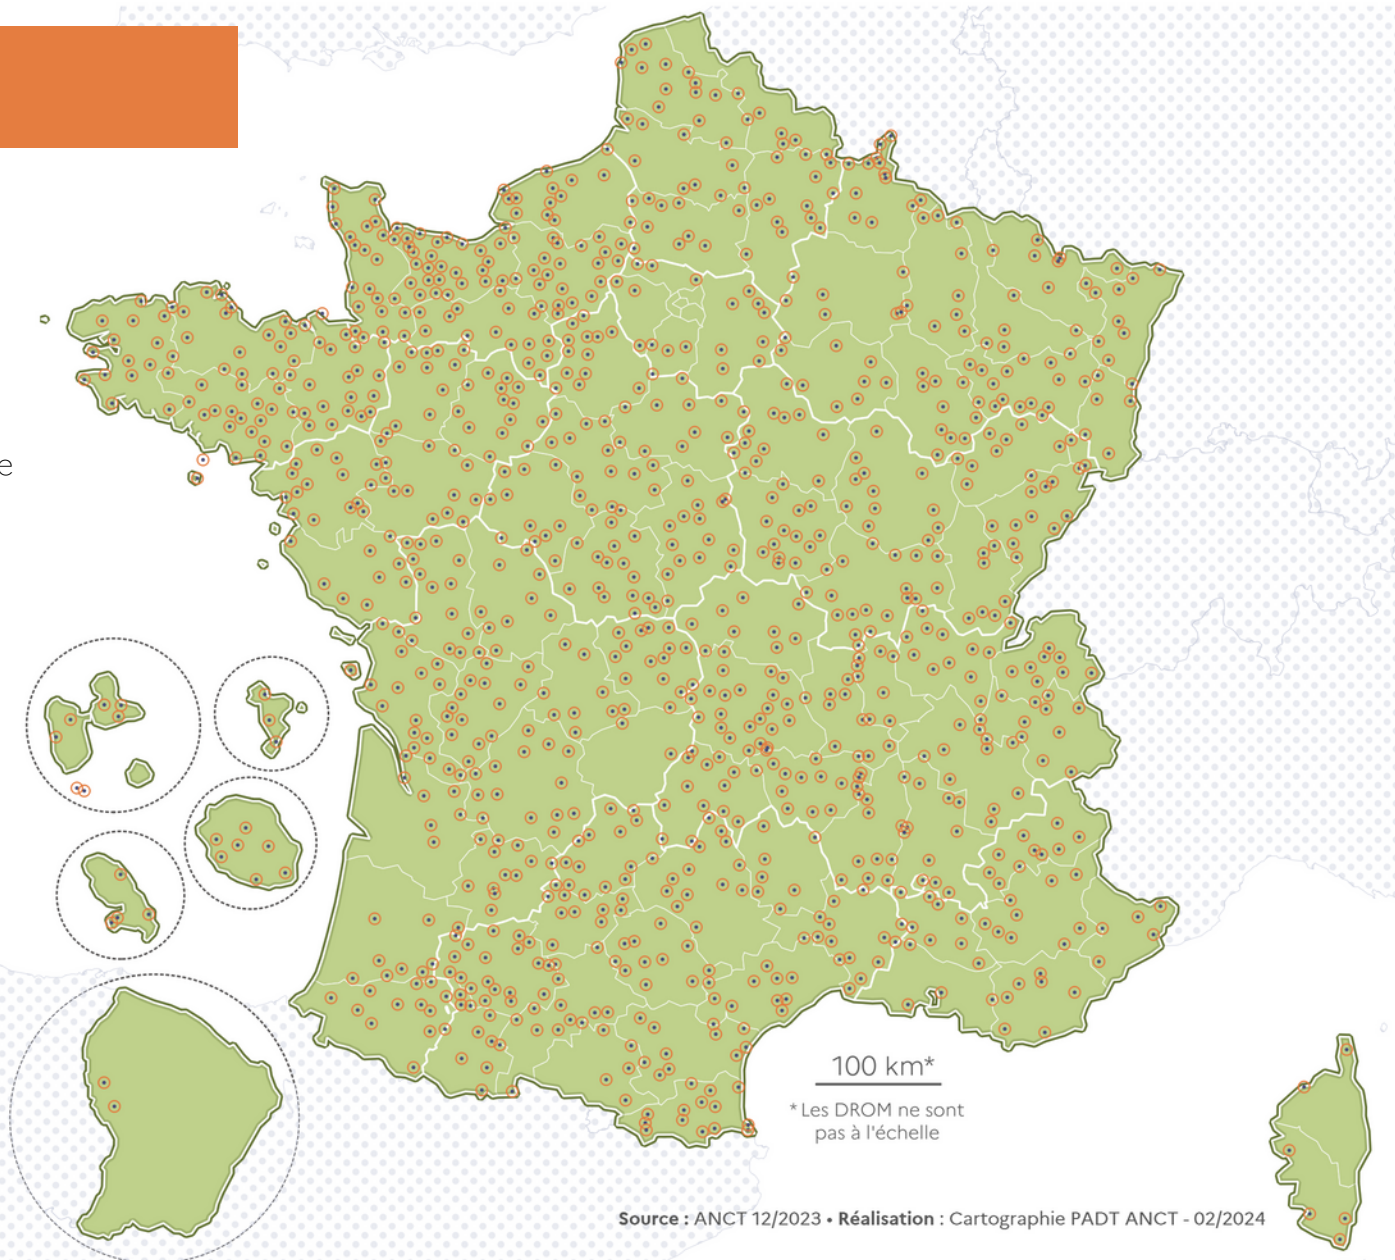 e
100 km*
* Les DROM ne sont
pas à l'échelle
Source : ANCT 12/2023 • Réalisation : Cartographie PADT ANCT - 02/2024